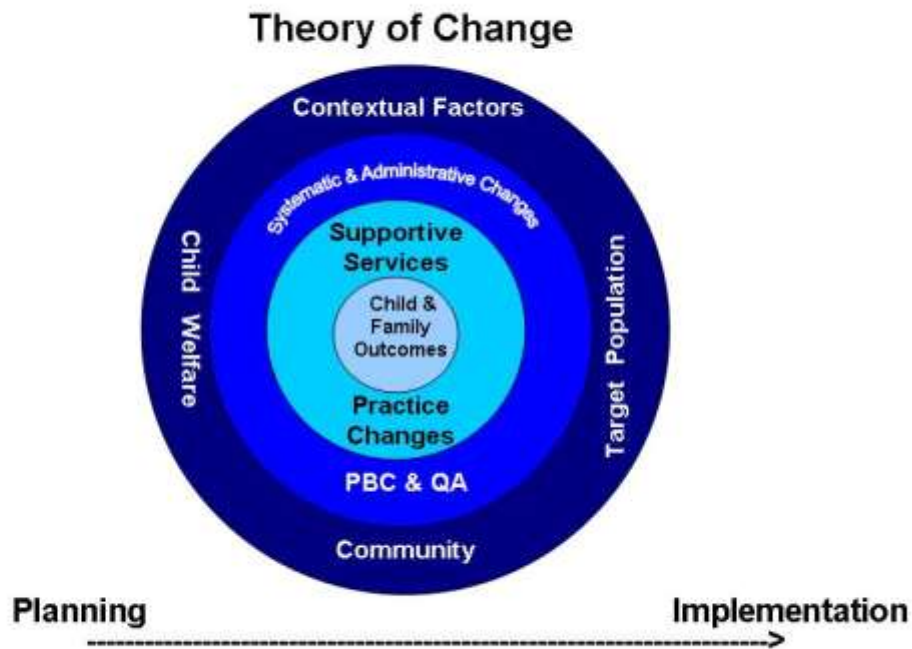 Theory of Change
Contextual Factors
Systematic & Administrative Changes
Supportive
Services
Child &
Family
Outcomes
Child Welfare
Target Population
Practice
Changes
PBC & QA
Community
Planning
Implementation